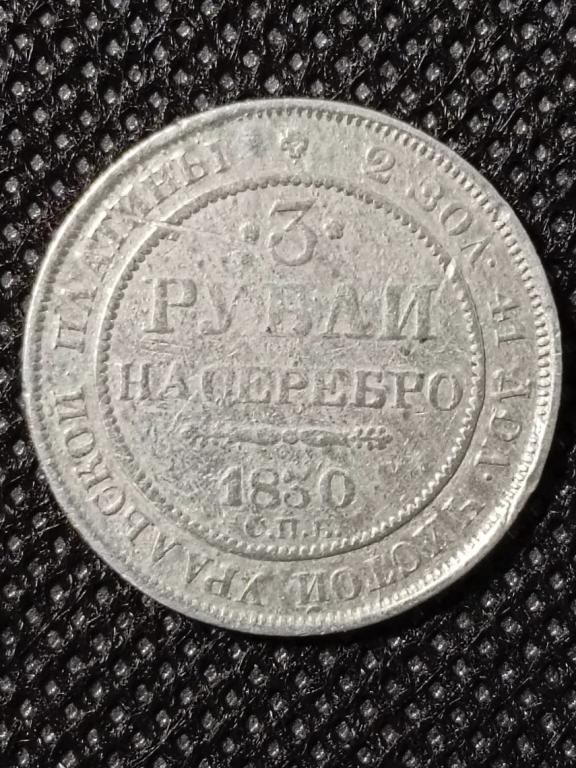 · 3 ·
РУБЛИ
НА СЕРЕБРО
1830
С.П.Б.
2 ЗОЛ. 41 ДОЛ. ЧИСТОЙ УРАЛЬСКОЙ ПЛАТИНЫ